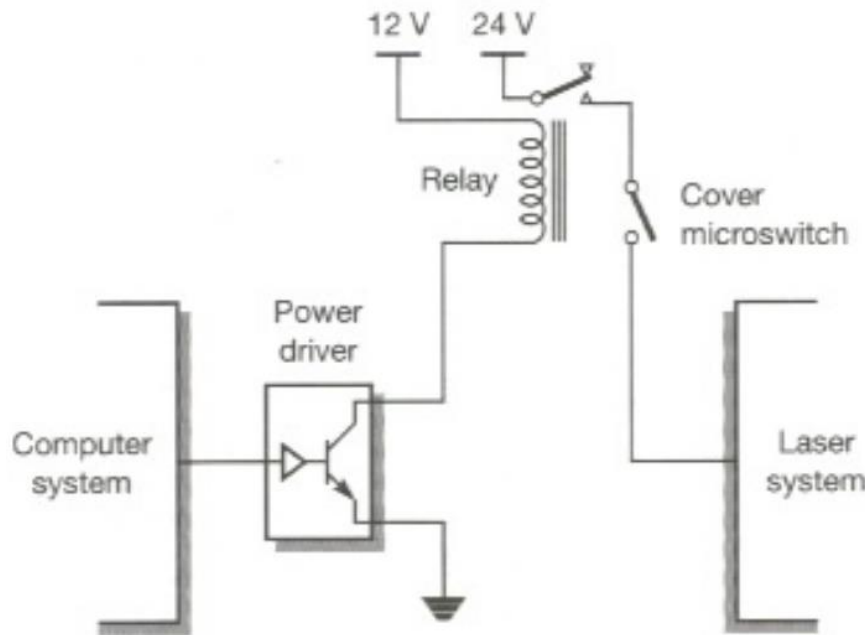 12 V
24 V
Relay
Cover
microswitch
Power
driver
Computer
system
Laser
system